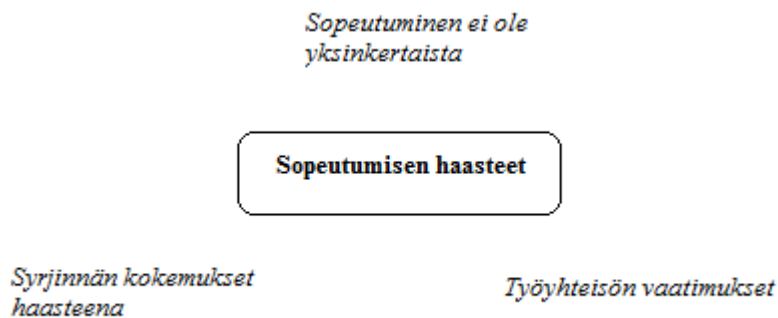 Sopeutuminen ei ole
yksinkertaista
Sopeutumisen haasteet
Syrjinnän kokemukset
haasteena
Työyhteisön vaatimukset